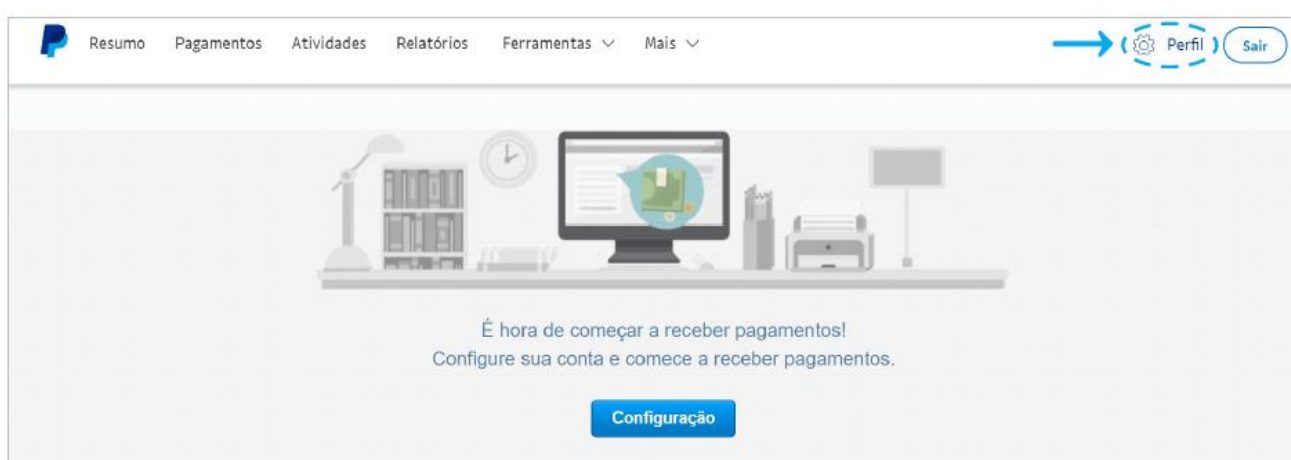 Resumo Pagamentos Atividades Relatórios Ferramentas Mais Perfil Sair
É hora de começar a receber pagamentos!
Configure sua conta e comece a receber pagamentos.
Configuração